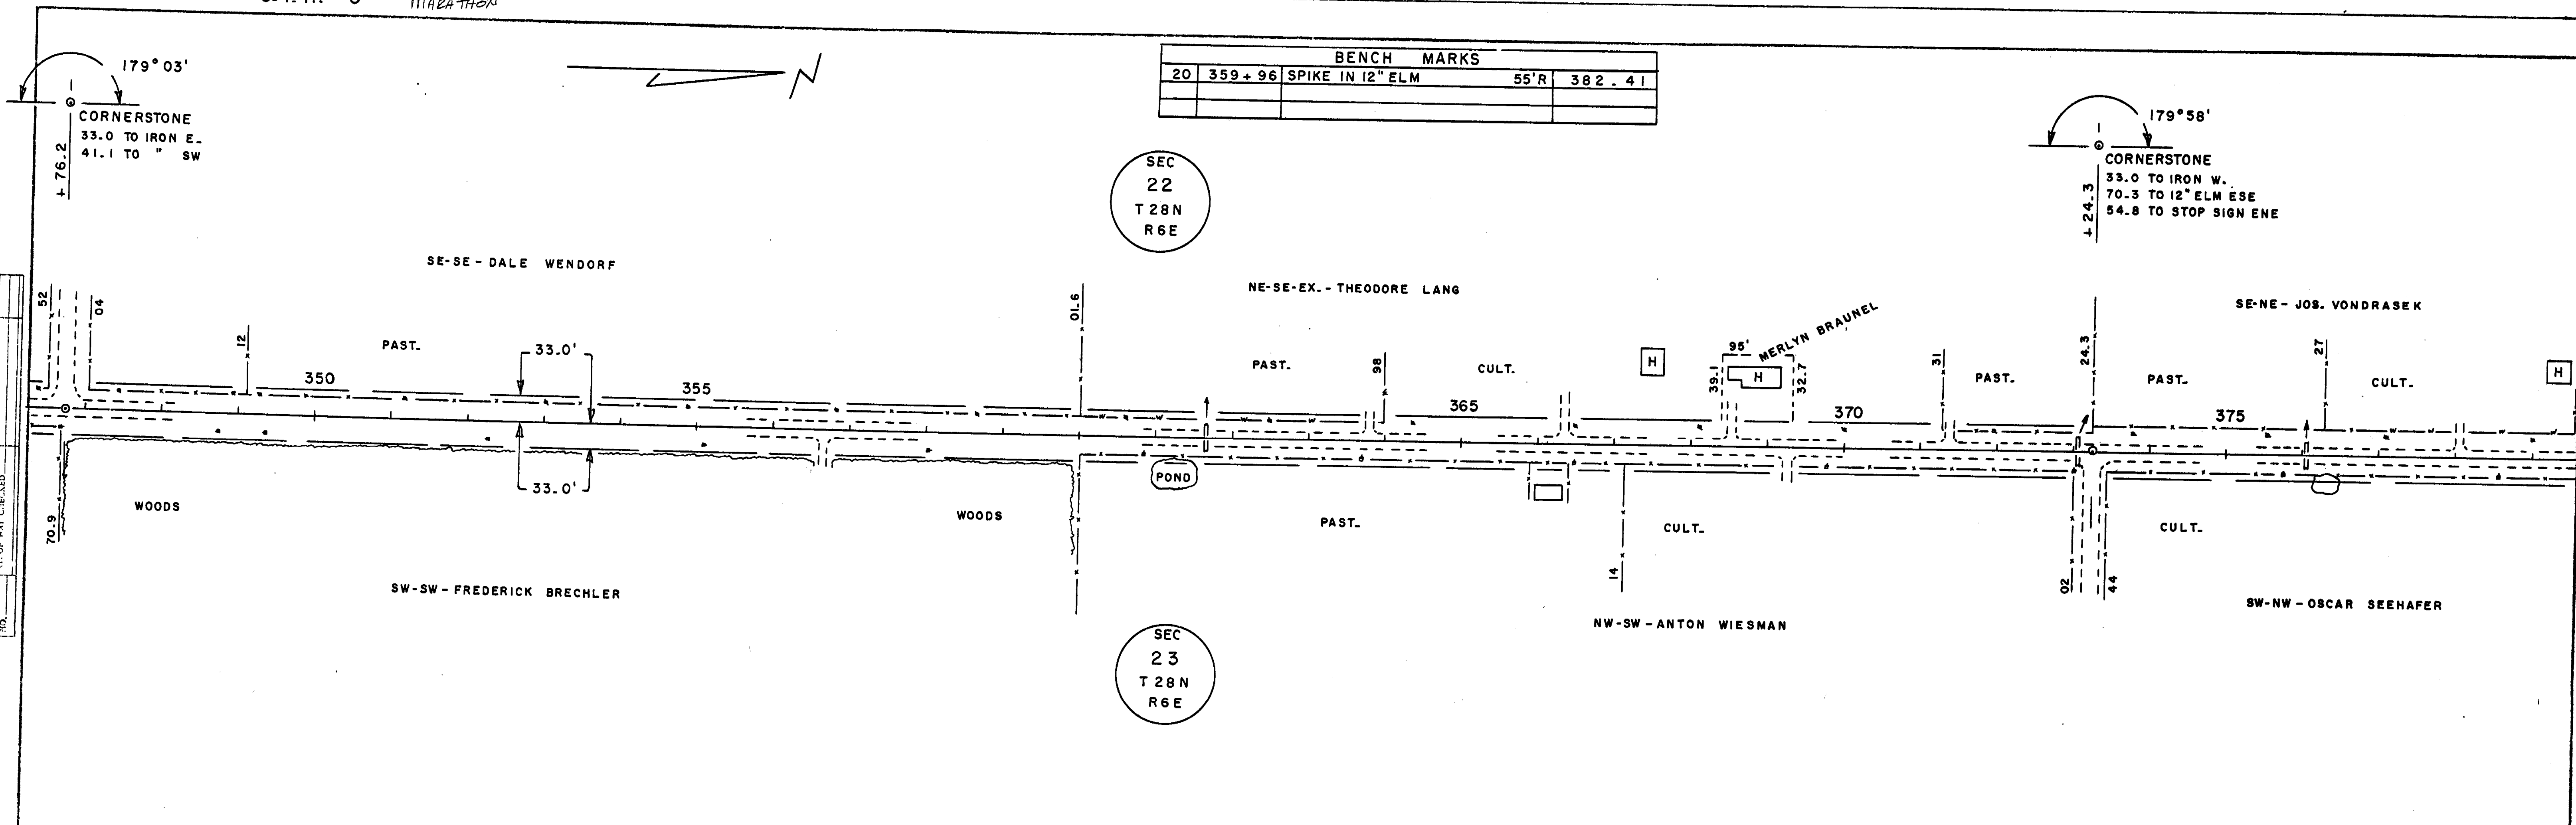 MARATHON
179°03'
CORNERSTONE
33.0 TO IRON E.
41.1 TO " SW
+ 76.2
BENCH MARKS
20 359+96 SPIKE IN 12" ELM 55'R 382.41
179°58'
CORNERSTONE
33.0 TO IRON W.
70.3 TO 12" ELM ESE
54.8 TO STOP SIGN ENE
+ 24.3
N
SEC
22
T 28N
R6E
SE-SE - DALE WENDORF
NE-SE-EX. - THEODORE LANG
SE-NE - JOS. VONDRASEK
52
04
12
PAST.
33.0'
01.6
PAST.
98
CULT.
H
95'
MERLYN BRAUNEL
39.1
H
32.7
31
PAST.
24.3
PAST.
27
CULT.
H
350
355
365
370
375
33.0'
POND
70.9
WOODS
WOODS
PAST.
14
CULT.
02
44
CULT.
SW-SW - FREDERICK BRECHLER
NW-SW - ANTON WIESMAN
SW-NW - OSCAR SEEHAFER
SEC
23
T 28N
R6E